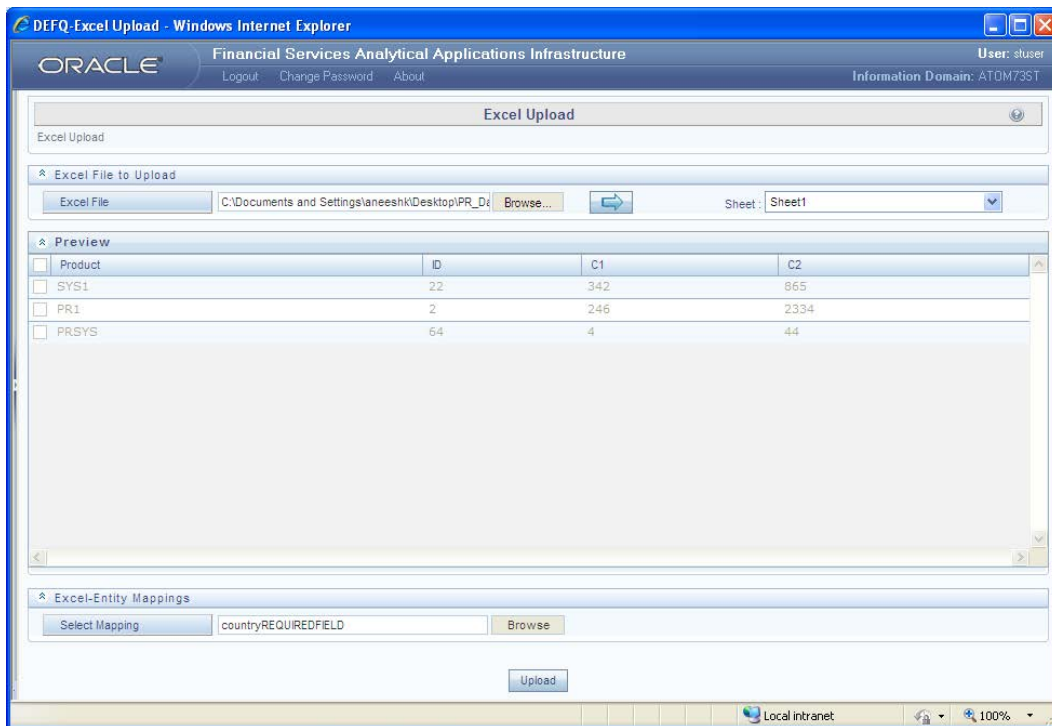 DEFQ-Excel Upload - Windows Internet Explorer
ORACLE Financial Services Analytical Applications Infrastructure User: stuser
Logout Change Password About Information Domain: ATOM73ST
Excel Upload
Excel Upload
Excel File to Upload
Excel File C:\Documents and Settings\aneeshk\Desktop\PR_Da Browse... Sheet : Sheet1
Preview
Product ID C1 C2
SYS1 22 342 865
PR1 2 246 2334
PRSYS 64 4 44
Excel-Entity Mappings
Select Mapping countryREQUIREDFIELD Browse
Upload
Local intranet 100%